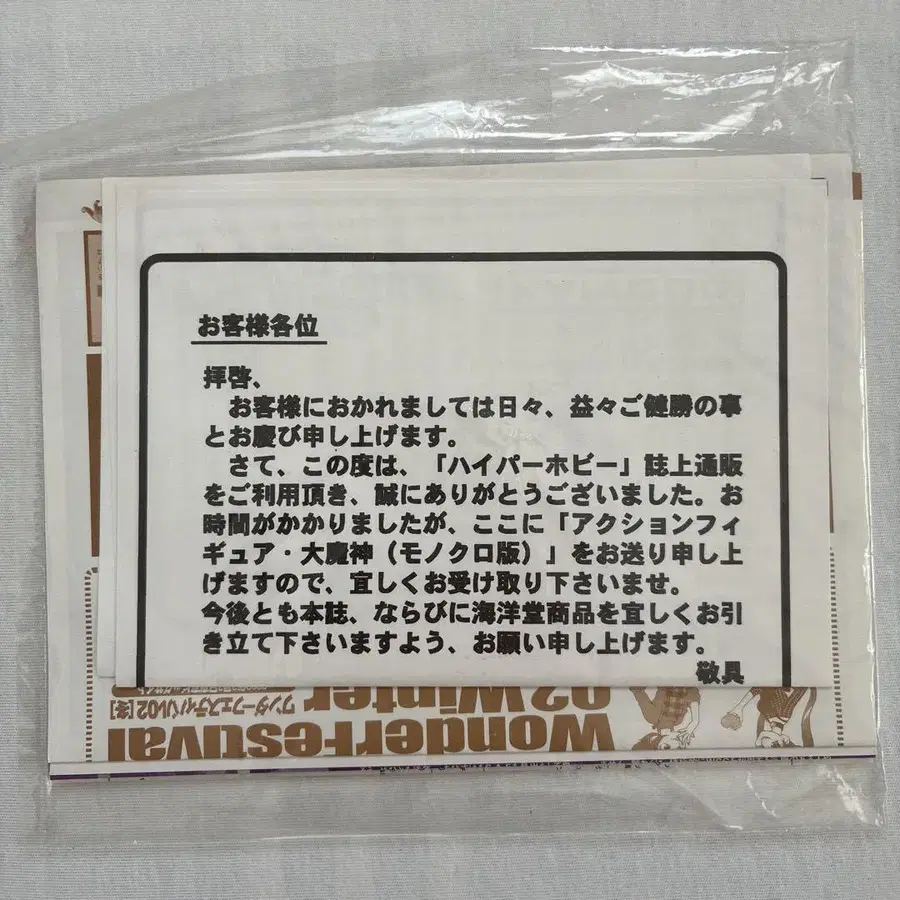 お客様各位
拝啓、
お客様におかれましては日々、益々ご健勝の事
とお慶び申し上げます。
さて、この度は、「ハイパーホビー」誌上通販
をご利用頂き、誠にありがとうございました。お
時間がかかりましたが、ここに「アクションフィ
ギュア・大魔神(モノクロ版)」をお送り申し上
げますので、宜しくお受け取り下さいませ。
今後とも本誌、ならびに海洋堂商品を宜しくお引
き立て下さいますよう、お願い申し上げます。
敬具
WonderFestival
02Winter
ワンダーフェスティバル02[冬]